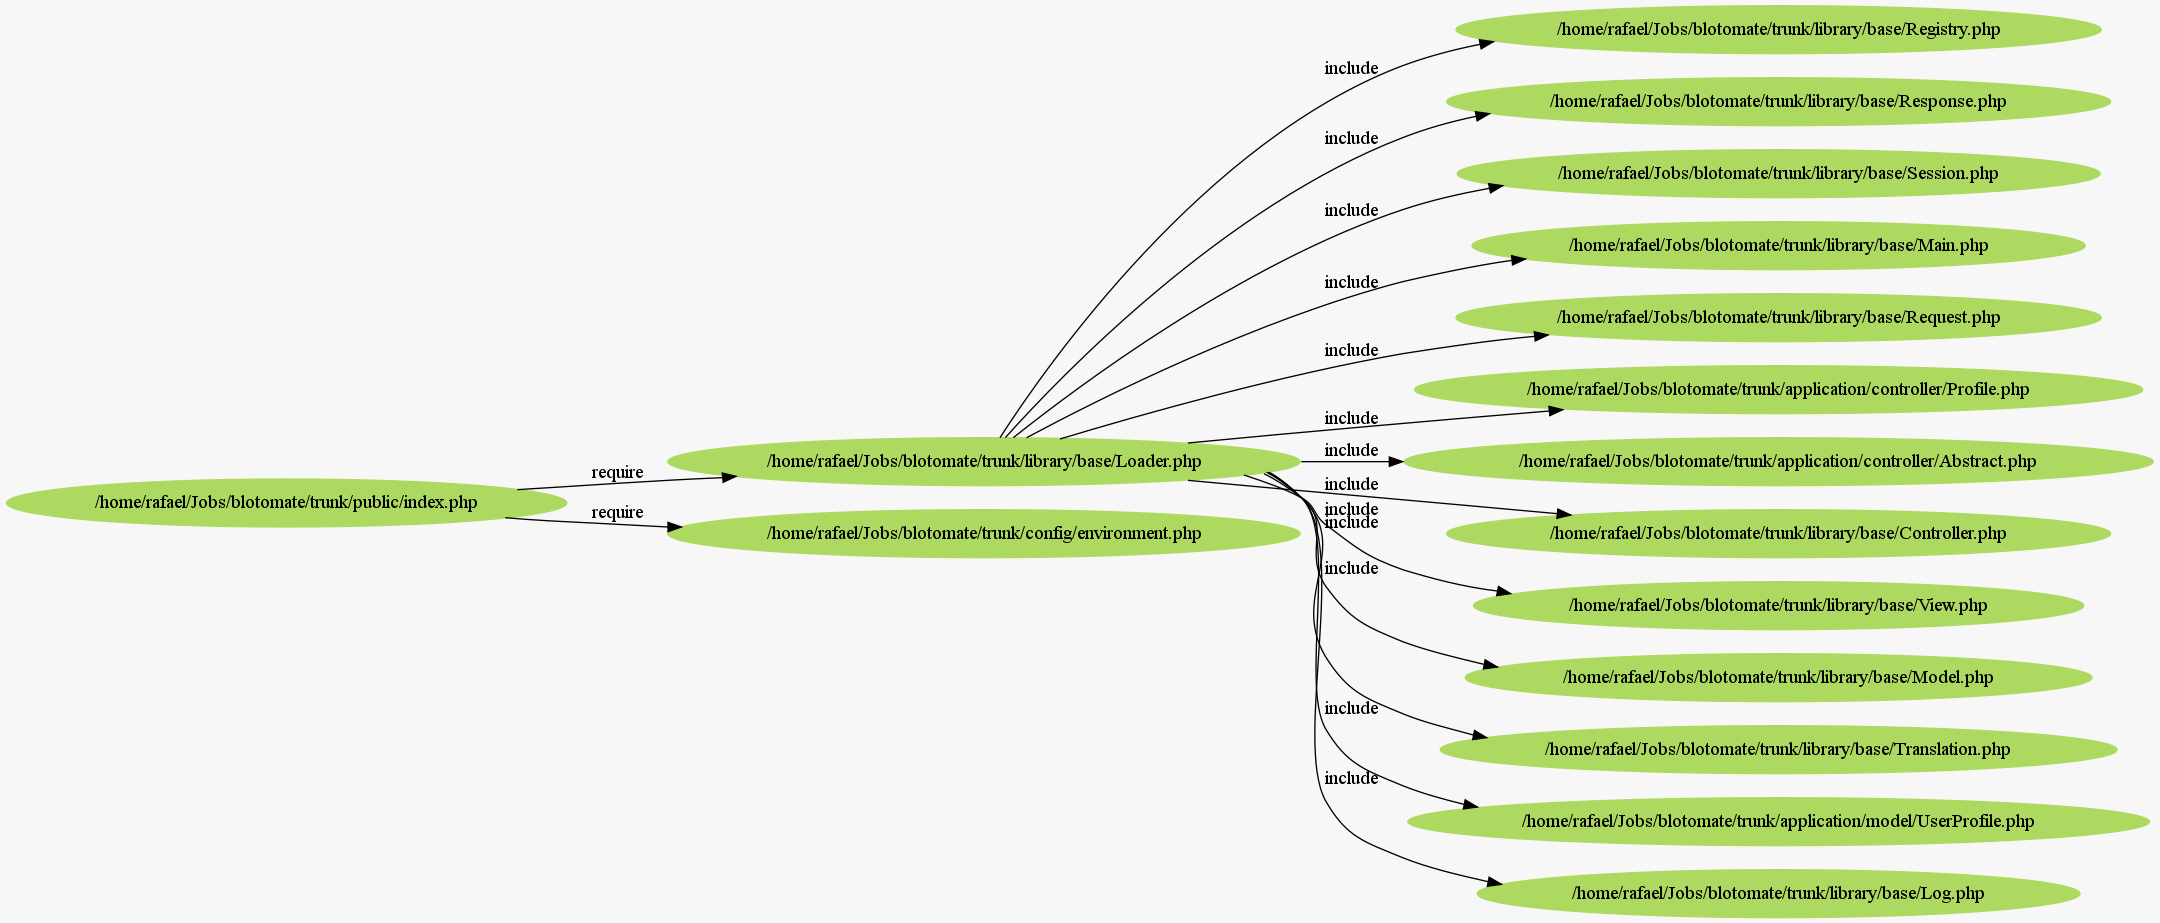 /home/rafael/Jobs/blotomate/trunk/public/index.php
require
require
/home/rafael/Jobs/blotomate/trunk/library/base/Loader.php
/home/rafael/Jobs/blotomate/trunk/config/environment.php
include
include
include
include
include
include
include
include
include
include
include
include
include
/home/rafael/Jobs/blotomate/trunk/library/base/Registry.php
/home/rafael/Jobs/blotomate/trunk/library/base/Response.php
/home/rafael/Jobs/blotomate/trunk/library/base/Session.php
/home/rafael/Jobs/blotomate/trunk/library/base/Main.php
/home/rafael/Jobs/blotomate/trunk/library/base/Request.php
/home/rafael/Jobs/blotomate/trunk/application/controller/Profile.php
/home/rafael/Jobs/blotomate/trunk/application/controller/Abstract.php
/home/rafael/Jobs/blotomate/trunk/library/base/Controller.php
/home/rafael/Jobs/blotomate/trunk/library/base/View.php
/home/rafael/Jobs/blotomate/trunk/library/base/Model.php
/home/rafael/Jobs/blotomate/trunk/library/base/Translation.php
/home/rafael/Jobs/blotomate/trunk/application/model/UserProfile.php
/home/rafael/Jobs/blotomate/trunk/library/base/Log.php